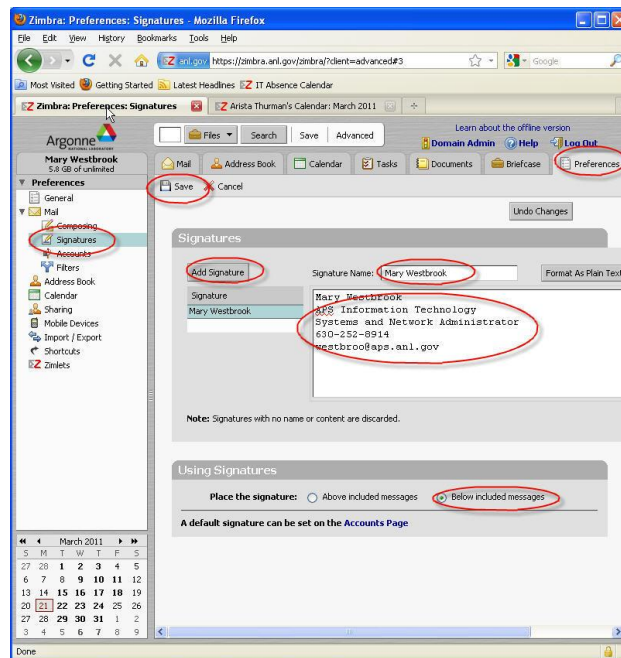 Zimbra: Preferences: Signatures - Mozilla Firefox
File Edit View History Bookmarks Tools Help
anl.gov https://zimbra.anl.gov/zimbra/?client=advanced#3
Google
Most Visited Getting Started Latest Headlines IT Absence Calendar
Zimbra: Preferences: Signatures
Arista Thurman's Calendar: March 2011
Argonne
NATIONAL LABORATORY
Files Search Save Advanced
Learn about the offline version
Domain Admin Help Log Out
Mary Westbrook
5.8 GB of unlimited
Mail Address Book Calendar Tasks Documents Briefcase Preferences
Save Cancel
Preferences
General
Mail
Composing
Signatures
Accounts
Filters
Address Book
Calendar
Sharing
Mobile Devices
Import / Export
Shortcuts
Zimlets
Undo Changes
Signatures
Add Signature
Signature Name: Mary Westbrook
Format As Plain Text
Signature
Mary Westbrook
Mary Westbrook
APS Information Technology
Systems and Network Administrator
630-252-8914
westbroo@aps.anl.gov
Note: Signatures with no name or content are discarded.
Using Signatures
Place the signature: Above included messages Below included messages
A default signature can be set on the Accounts Page
March 2011
S M T W T F S
27 28 1 2 3 4 5
6 7 8 9 10 11 12
13 14 15 16 17 18 19
20 21 22 23 24 25 26
27 28 29 30 31 1 2
3 4 5 6 7 8 9
Done